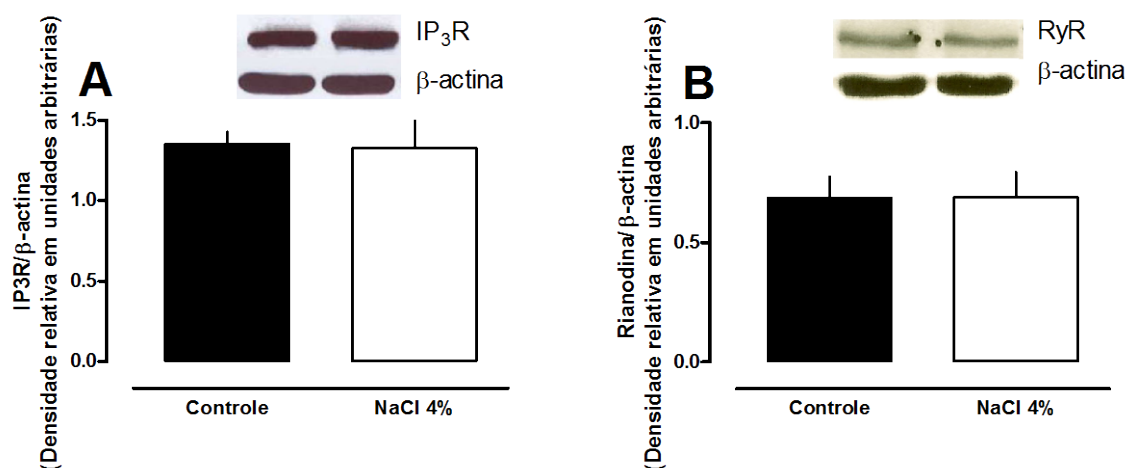 A
IP3R
β-actina
IP3R/β-actina
(Densidade relativa em unidades arbitrárias)
1.5
1.0
0.5
0.0
Controle
NaCl 4%
B
RyR
β-actina
Rianodina/β-actina
(Densidade relativa em unidades arbitrárias)
1.0
0.5
0.0
Controle
NaCl 4%